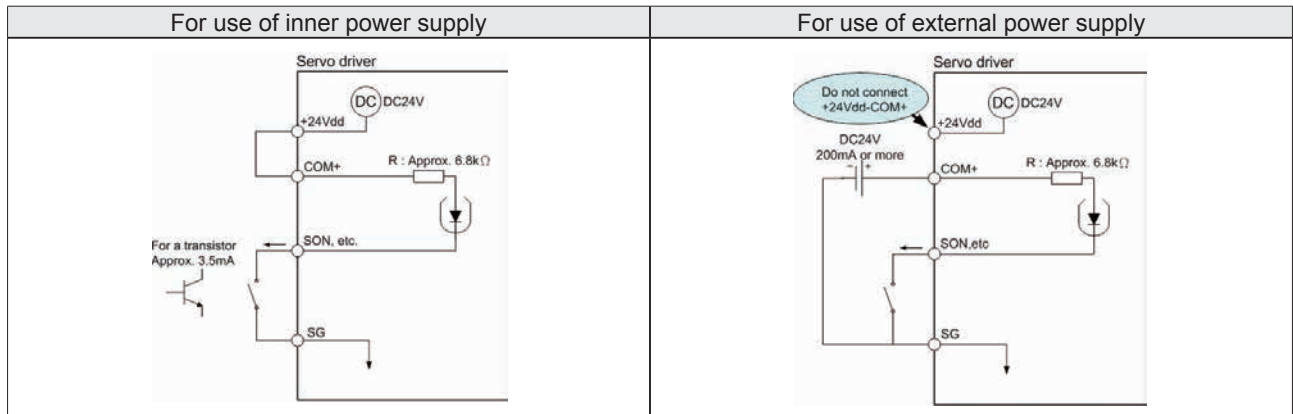 For use of inner power supply
For use of external power supply
Servo driver
DC
DC24V
+24Vdd
COM+
R : Approx. 6.8kΩ
SON, etc.
For a transistor
Approx. 3.5mA
SG
Servo driver
Do not connect
+24Vdd-COM+
DC
DC24V
+24Vdd
DC24V
200mA or more
− +
COM+
R : Approx. 6.8kΩ
SON,etc
SG